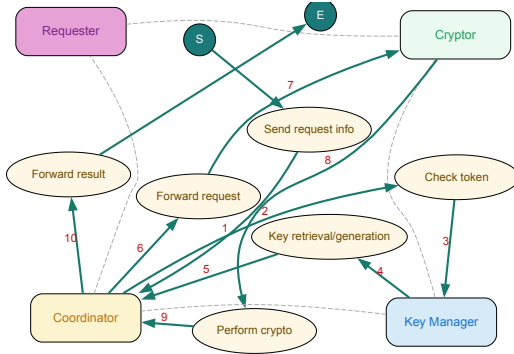 E
Requester
S
Cryptor
7
Send request info
8
Forward result
Check token
Forward request
2
1
10
6
Key retrieval/generation
3
5
4
Coordinator
9
Perform crypto
Key Manager